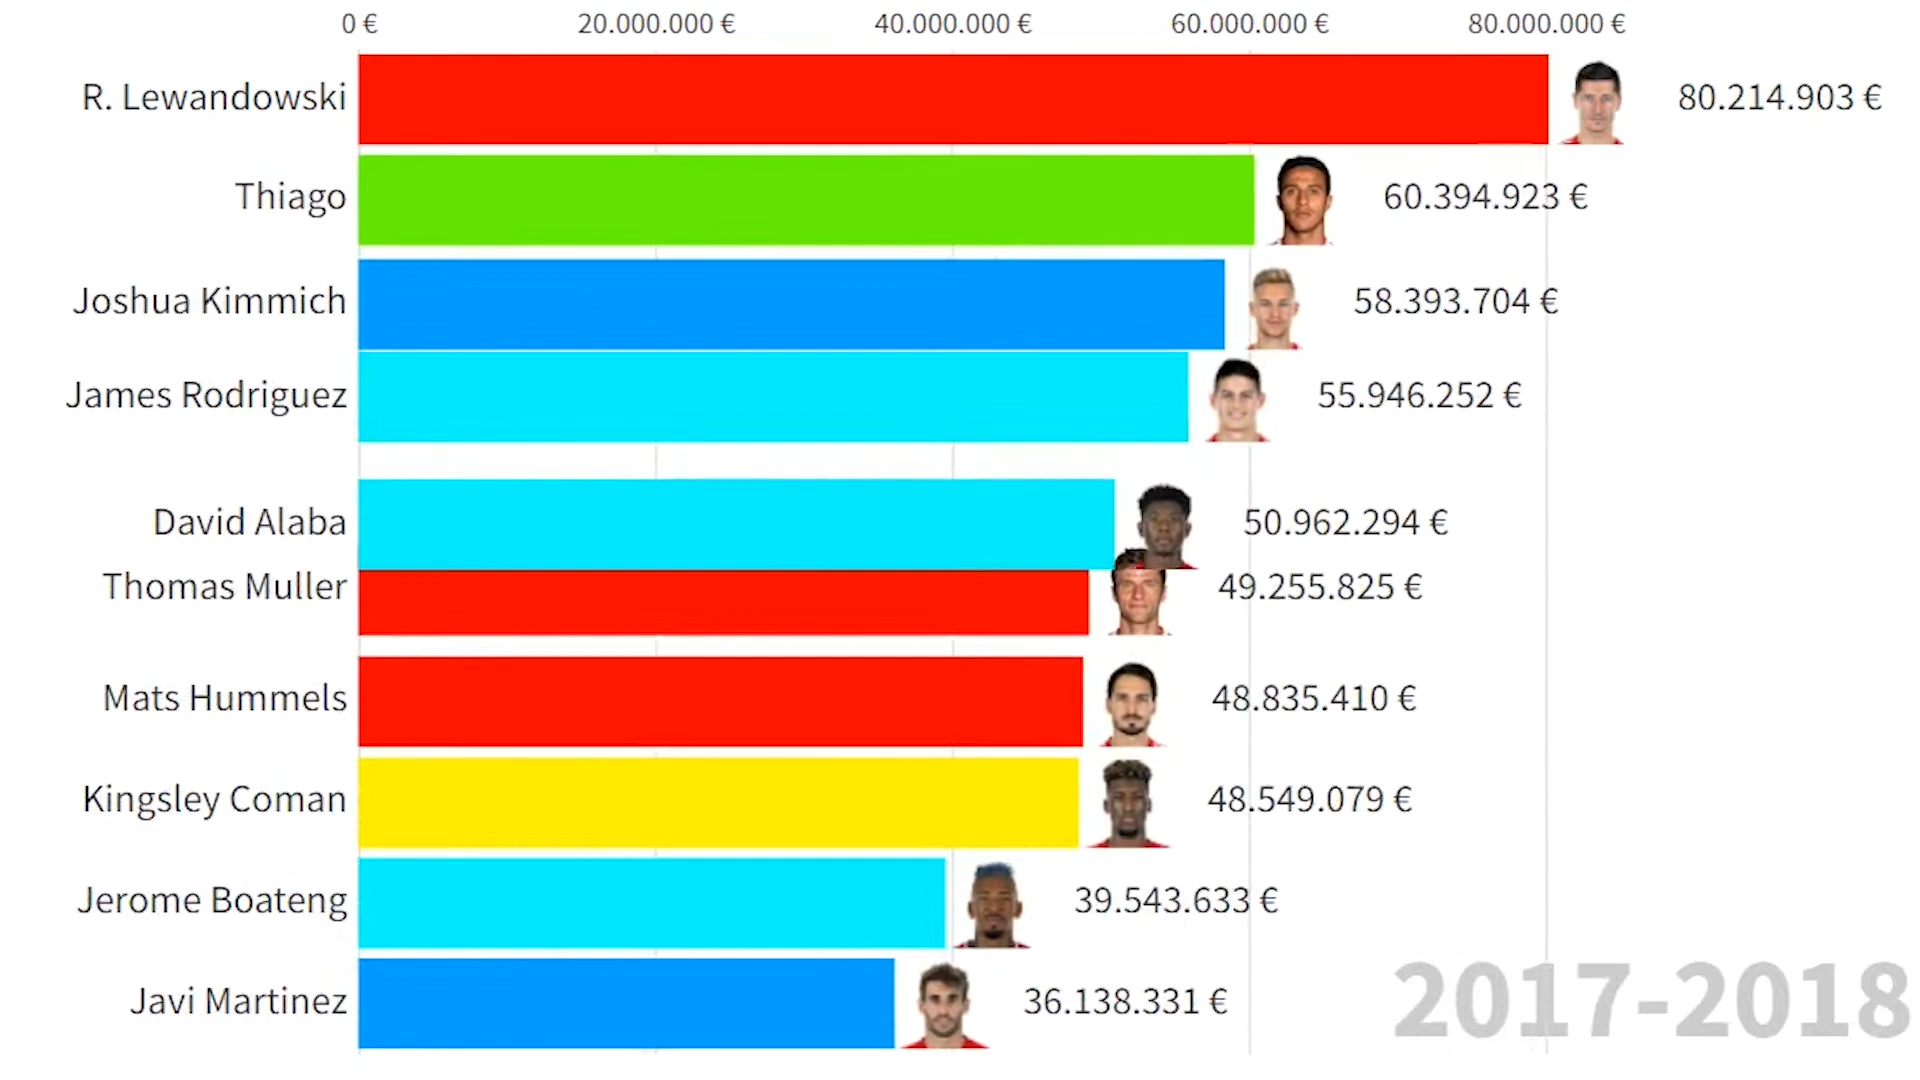 0 € 20.000.000 € 40.000.000 € 60.000.000 € 80.000.000 €
R. Lewandowski 80.214.903 €
Thiago 60.394.923 €
Joshua Kimmich 58.393.704 €
James Rodriguez 55.946.252 €
David Alaba 50.962.294 €
Thomas Muller 49.255.825 €
Mats Hummels 48.835.410 €
Kingsley Coman 48.549.079 €
Jerome Boateng 39.543.633 €
Javi Martinez 36.138.331 €
2017-2018